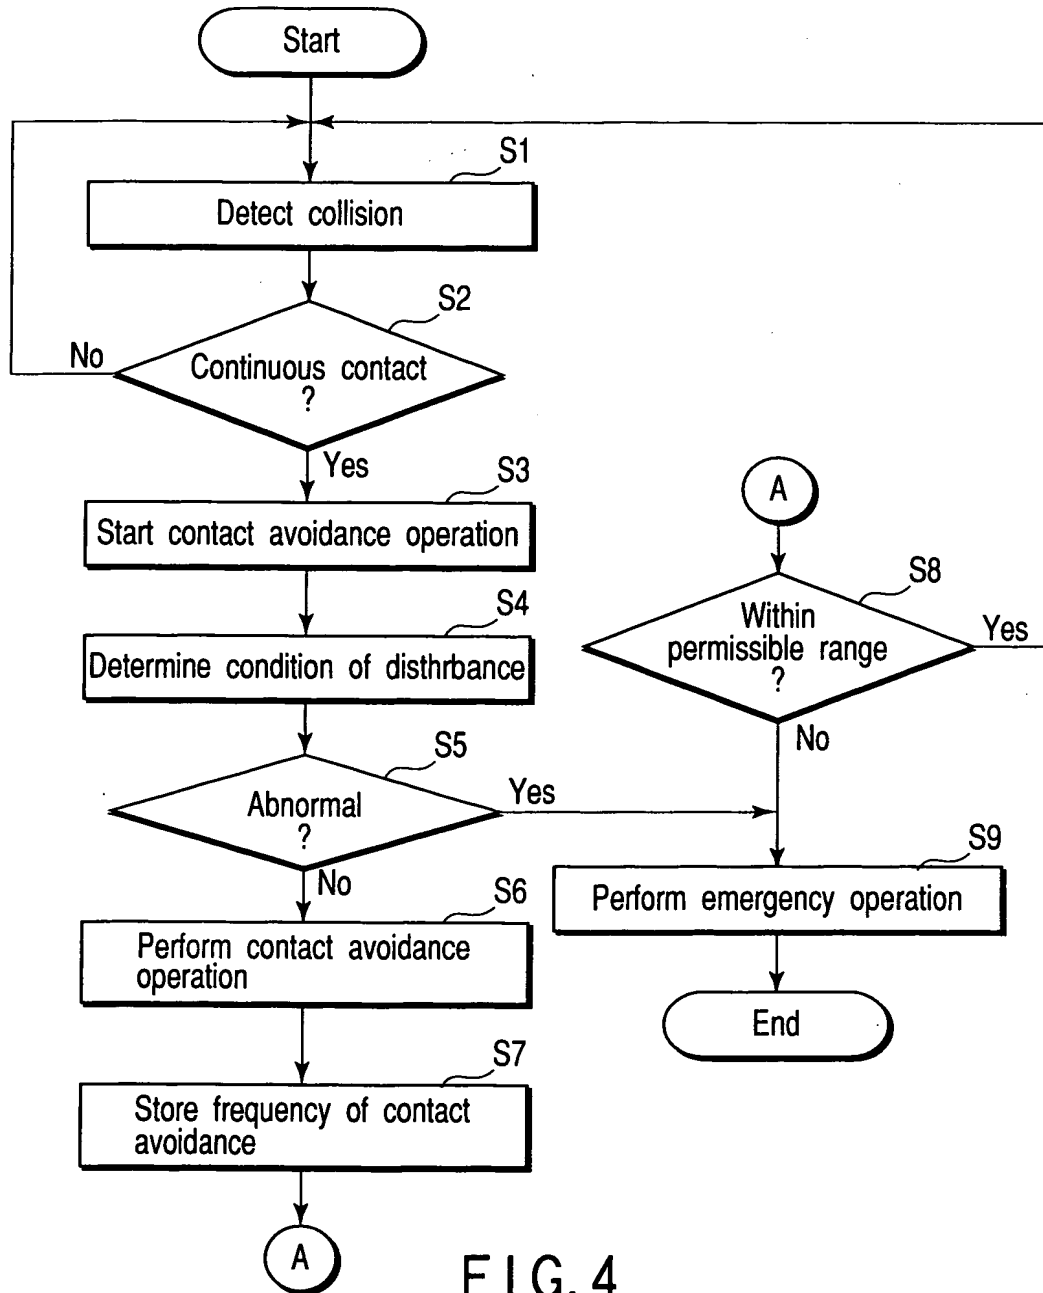 Start
S1
Detect collision
S2
No
Continuous contact
?
Yes
S3
Start contact avoidance operation
S4
Determine condition of disthrbance
S5
Abnormal
?
Yes
No
S6
Perform contact avoidance
operation
S7
Store frequency of contact
avoidance
A
A
S8
Within
permissible range
?
Yes
No
S9
Perform emergency operation
End
FIG. 4